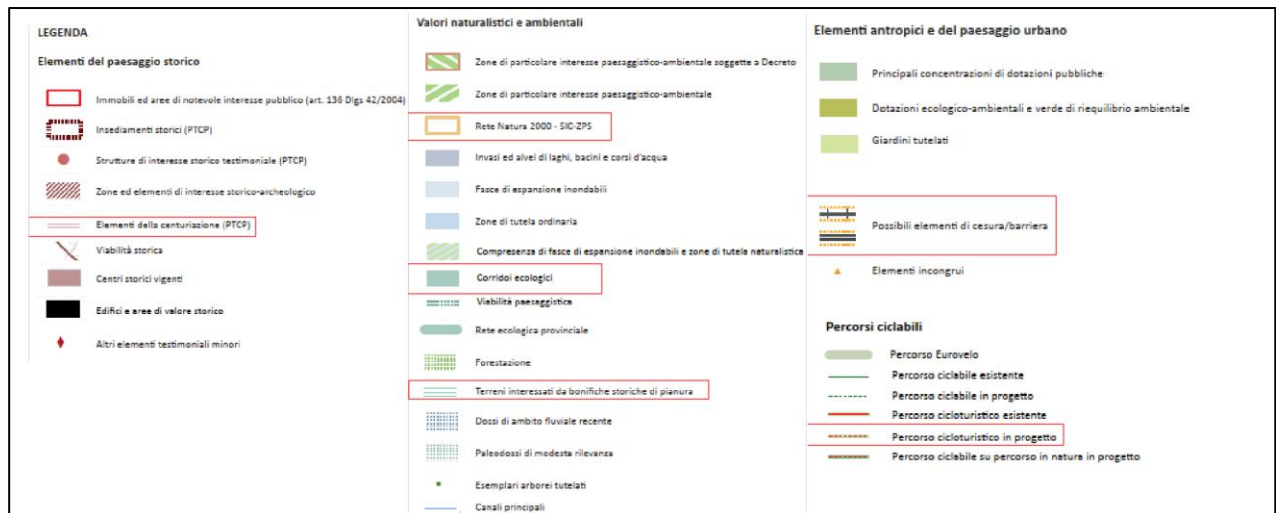 LEGENDA
Elementi del paesaggio storico
Immobili ed aree di notevole interesse pubblico (art. 136 Dlgs 42/2004)
Insediamenti storici (PTCP)
Strutture di interesse storico testimoniale (PTCP)
Zone ed elementi di interesse storico-archeologico
Elementi della centuriazione (PTCP)
Viabilità storica
Centri storici vigenti
Edifici e aree di valore storico
Altri elementi testimoniali minori
Valori naturalistici e ambientali
Zone di particolare interesse paesaggistico-ambientale soggette a Decreto
Zone di particolare interesse paesaggistico-ambientale
Rete Natura 2000 - SIC-ZPS
Invasi ed alvei di laghi, bacini e corsi d'acqua
Fasce di espansione inondabili
Zone di tutela ordinaria
Compresenza di fasce di espansione inondabili e zone di tutela naturalistica
Corridoi ecologici
Viabilità paesaggistica
Rete ecologica provinciale
Forestazione
Terreni interessati da bonifiche storiche di pianura
Dossi di ambito fluviale recente
Paleodossi di modesta rilevanza
Esemplari arborei tutelati
Canali principali
Elementi antropici e del paesaggio urbano
Principali concentrazioni di dotazioni pubbliche
Dotazioni ecologico-ambientali e verde di riequilibrio ambientale
Giardini tutelati
Possibili elementi di cesura/barriera
Elementi incongrui
Percorsi ciclabili
Percorso Eurovelo
Percorso ciclabile esistente
Percorso ciclabile in progetto
Percorso cicloturistico esistente
Percorso cicloturistico in progetto
Percorso ciclabile su percorso in natura in progetto